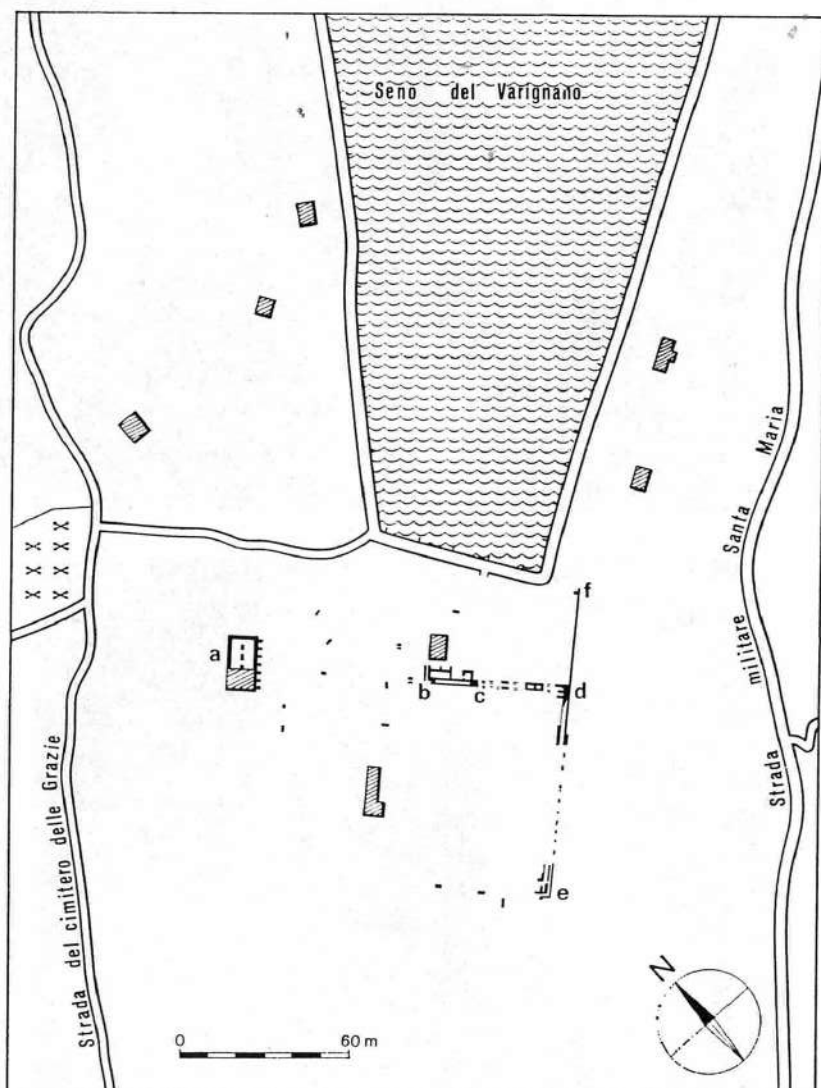 Seno del Varignano
Strada militare Santa Maria
X X
X X
X X
X X
f
a
b
c
d
e
Strada del cimitero delle Grazie
N
0 60 m